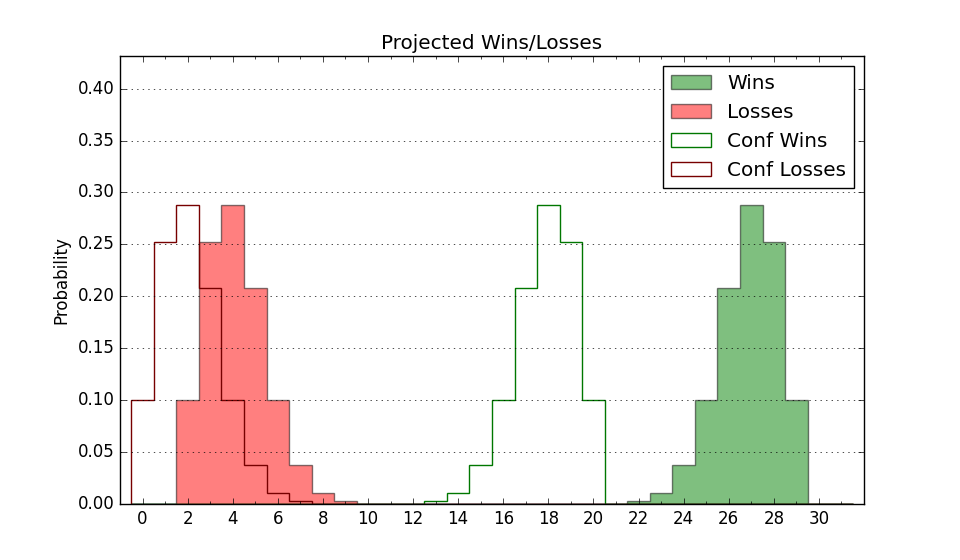 Projected Wins/Losses
Wins
Losses
Conf Wins
Conf Losses
Probability
0.40
0.35
0.30
0.25
0.20
0.15
0.10
0.05
0.00
0 2 4 6 8 10 12 14 16 18 20 22 24 26 28 30